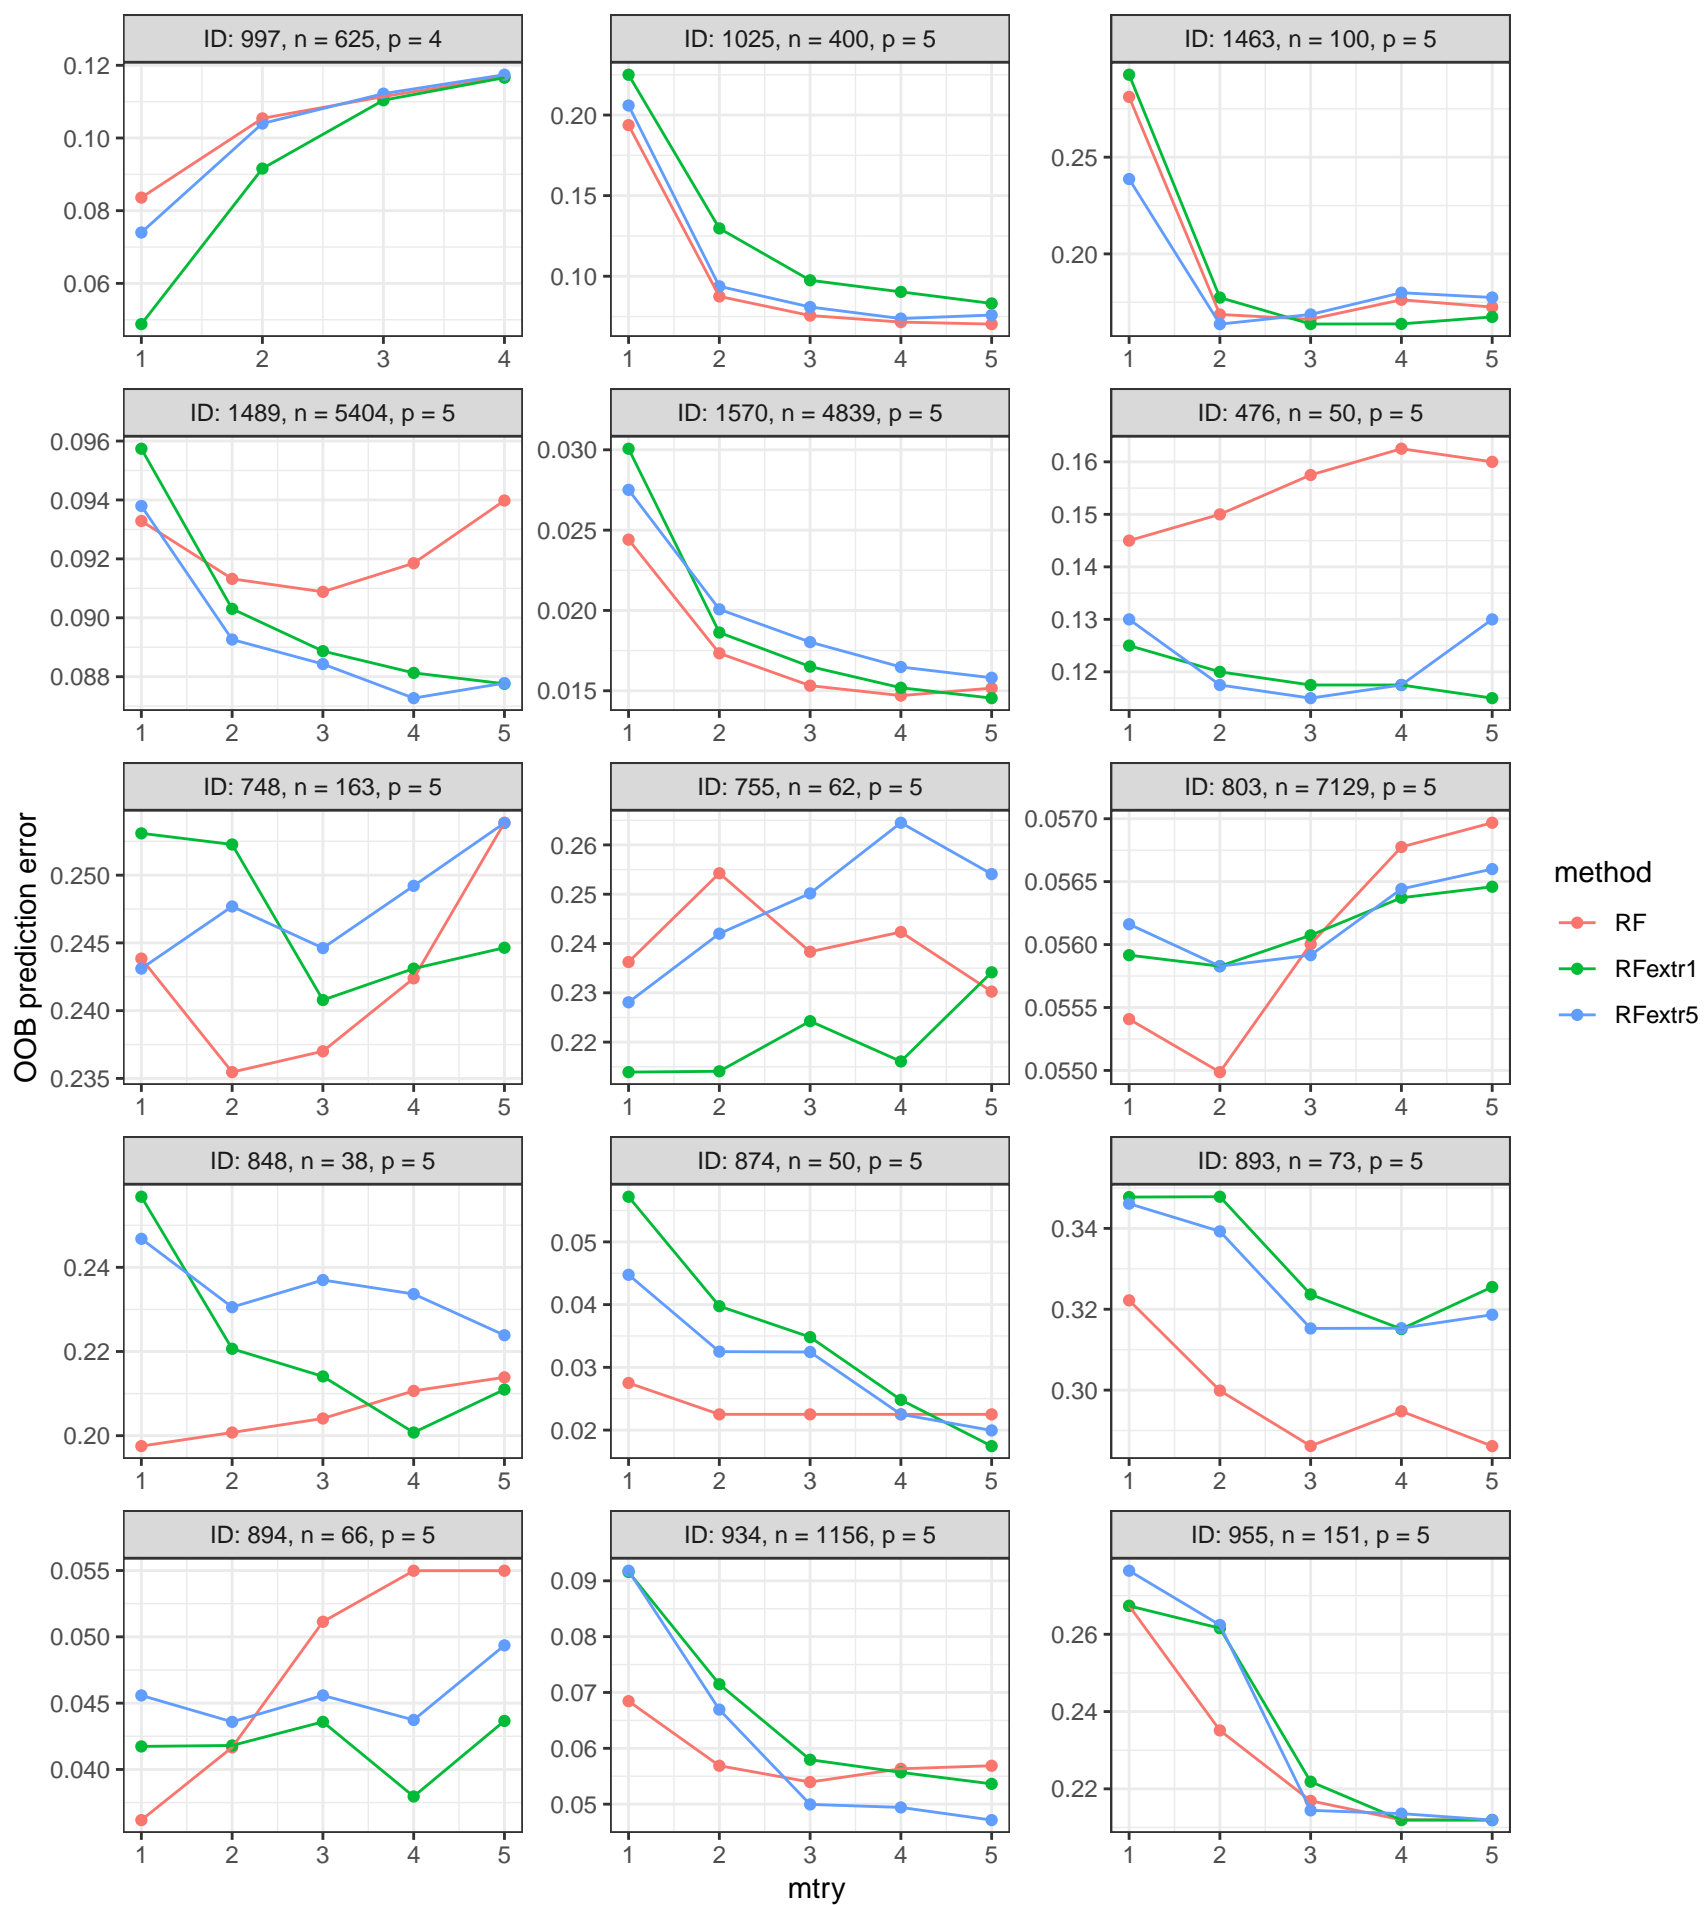 ID: 997, n = 625, p = 4
ID: 1025, n = 400, p = 5
ID: 1463, n = 100, p = 5
0.12
0.10
0.08
0.06
0.20
0.15
0.10
0.25
0.20
1 2 3 4
1 2 3 4 5
1 2 3 4 5
ID: 1489, n = 5404, p = 5
ID: 1570, n = 4839, p = 5
ID: 476, n = 50, p = 5
0.096
0.094
0.092
0.090
0.088
0.030
0.025
0.020
0.015
0.16
0.15
0.14
0.13
0.12
1 2 3 4 5
1 2 3 4 5
1 2 3 4 5
ID: 748, n = 163, p = 5
ID: 755, n = 62, p = 5
ID: 803, n = 7129, p = 5
OOB prediction error
0.250
0.245
0.240
0.235
0.26
0.25
0.24
0.23
0.22
0.0570
0.0565
0.0560
0.0555
0.0550
1 2 3 4 5
1 2 3 4 5
1 2 3 4 5
method
RF
RFextr1
RFextr5
ID: 848, n = 38, p = 5
ID: 874, n = 50, p = 5
ID: 893, n = 73, p = 5
0.24
0.22
0.20
0.05
0.04
0.03
0.02
0.34
0.32
0.30
1 2 3 4 5
1 2 3 4 5
1 2 3 4 5
ID: 894, n = 66, p = 5
ID: 934, n = 1156, p = 5
ID: 955, n = 151, p = 5
0.055
0.050
0.045
0.040
0.09
0.08
0.07
0.06
0.05
0.26
0.24
0.22
1 2 3 4 5
1 2 3 4 5
1 2 3 4 5
mtry